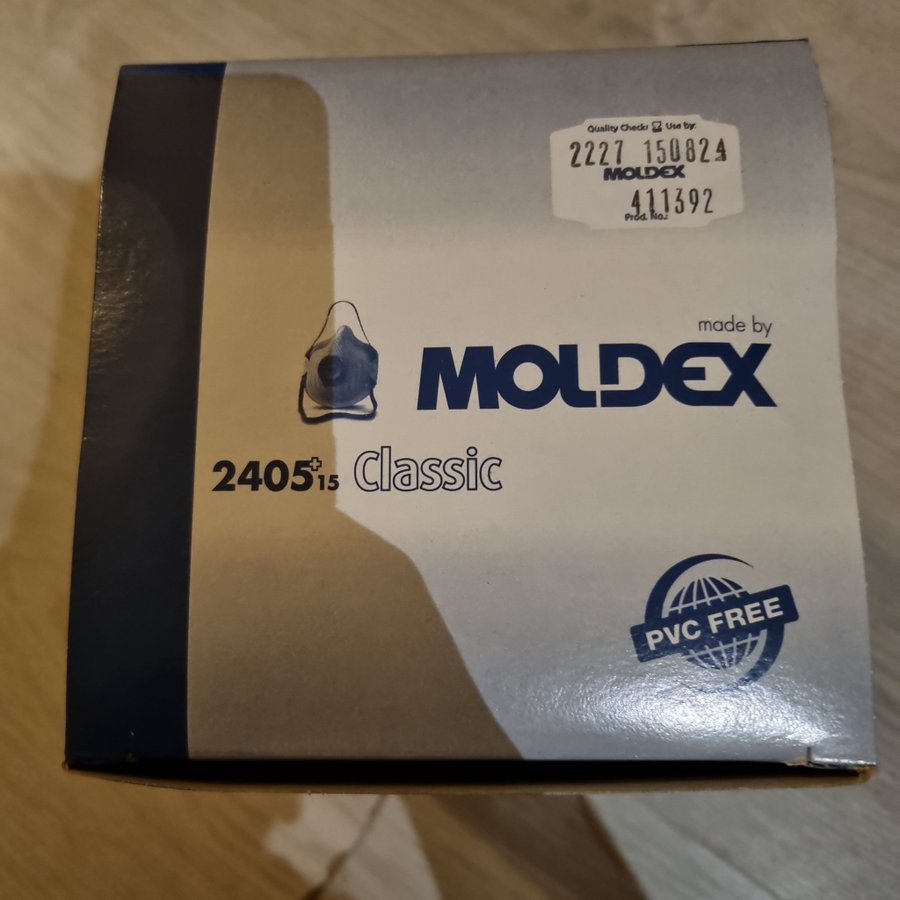 Quality Check: Use by:
2227 150824
MOLDEX
411392
Prod. No.:
made by
MOLDEX
2405+15 Classic
PVC FREE